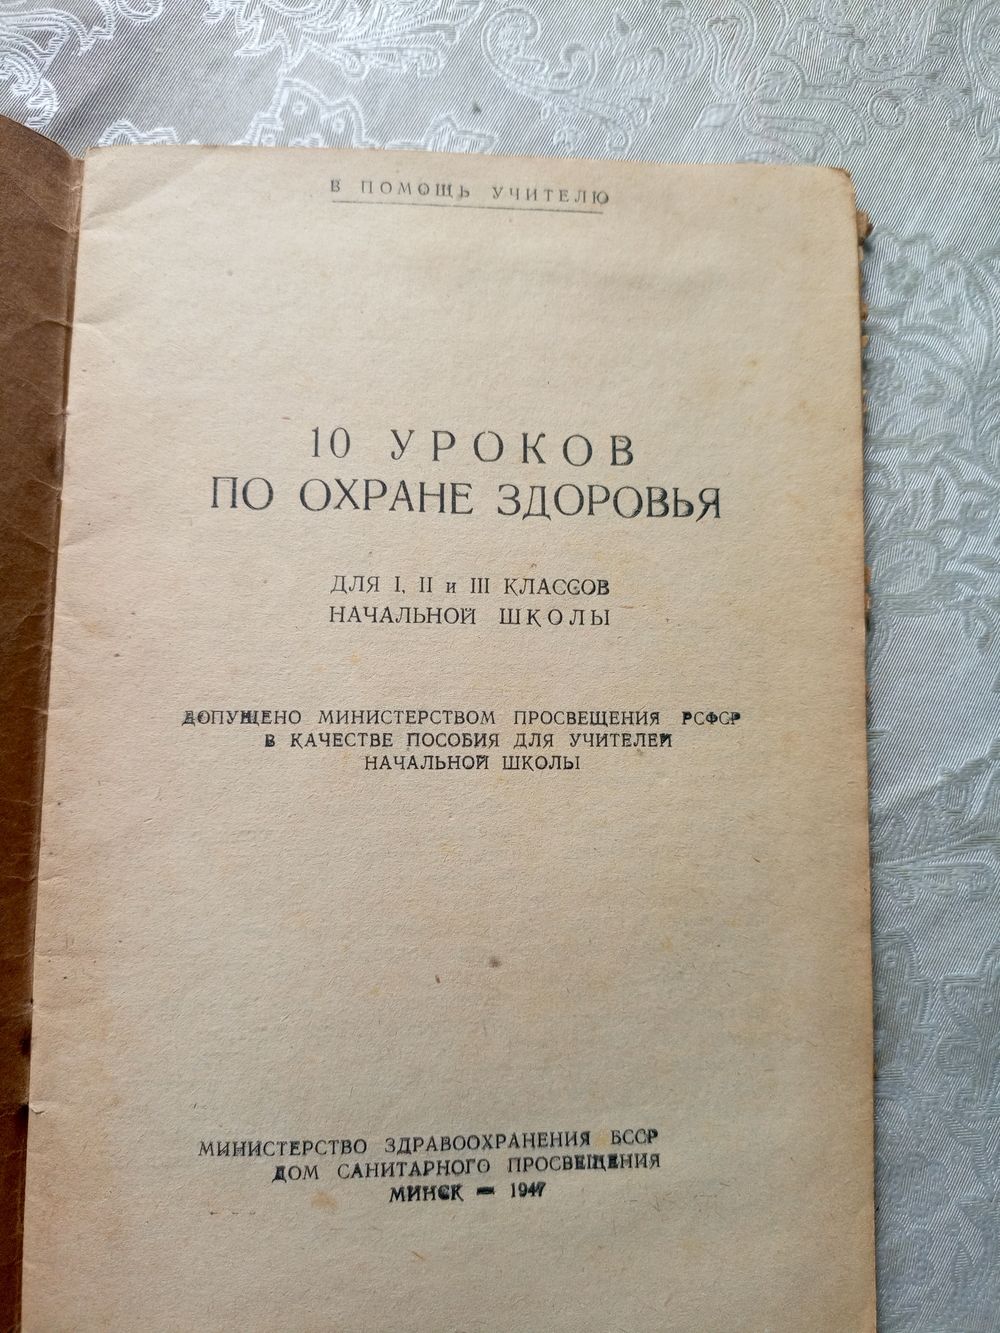 В ПОМОЩЬ УЧИТЕЛЮ
10 УРОКОВ
ПО ОХРАНЕ ЗДОРОВЬЯ
ДЛЯ I, II и III КЛАССОВ
НАЧАЛЬНОЙ ШКОЛЫ
ДОПУЩЕНО МИНИСТЕРСТВОМ ПРОСВЕЩЕНИЯ РСФСР
В КАЧЕСТВЕ ПОСОБИЯ ДЛЯ УЧИТЕЛЕЙ
НАЧАЛЬНОЙ ШКОЛЫ
МИНИСТЕРСТВО ЗДРАВООХРАНЕНИЯ БССР
ДОМ САНИТАРНОГО ПРОСВЕЩЕНИЯ
МИНСК — 1947